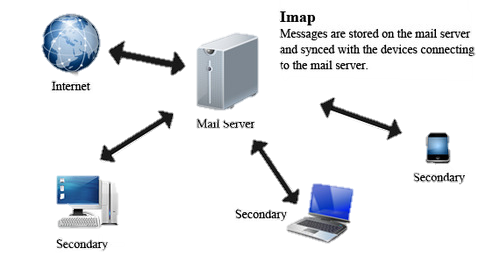 Imap
Messages are stored on the mail server
and synced with the devices connecting
to the mail server.
Internet
Mail Server
Secondary
Secondary
Secondary